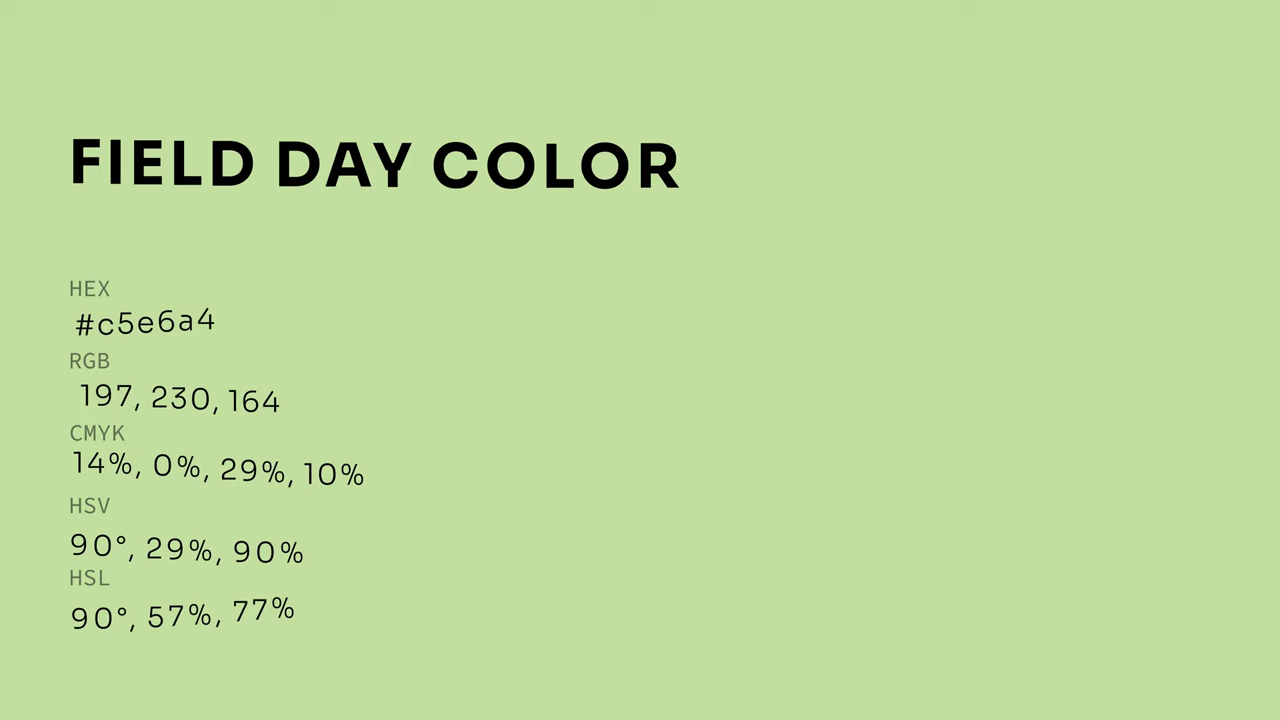 FIELD DAY COLOR
HEX
#c5e6a4
RGB
197, 230, 164
CMYK
14%, 0%, 29%, 10%
HSV
90°, 29%, 90%
HSL
90°, 57%, 77%